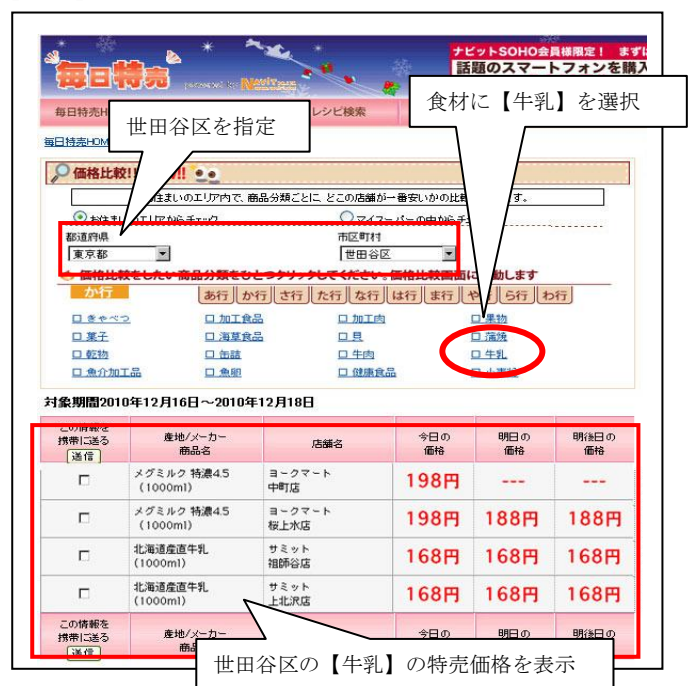 ナビットSOHO会員様限定! まずに
毎日特売
powered by NAVIT
話題のスマートフォンを購入
毎日特売H
レシピ検索
食材に【牛乳】を選択
世田谷区を指定
毎日特売HOM
価格比較!!
まいのエリア内で、商品分類ごとに、どこの店舗が一番安いかの比
す。
お住ま
のエリアからチェック
マイスーパーの中からチ
都道府県
市区町村
東京都
世田谷区
価格比較をしたい商品分類をひとつクリックしてください。価格比較画面に
動します
か行
あ行 か行 さ行 た行 な行 は行 ま行 や ら行 わ行
きゃべつ 加工食品 加工肉 果物
菓子 海草食品 貝 蒲焼
乾物 缶詰 牛肉 牛乳
魚介加工品 魚卵 健康食品 小麦粉
対象期間2010年12月16日~2010年12月18日
この情報を
携帯に送る
送信
産地/メーカー
商品名
店舗名
今日の
価格
明日の
価格
明後日の
価格
メグミルク 特濃4.5
(1000ml)
ヨークマート
中町店
198円 --- ---
メグミルク 特濃4.5
(1000ml)
ヨークマート
桜上水店
198円 188円 188円
北海道産直牛乳
(1000ml)
サミット
祖師谷店
168円 168円 168円
北海道産直牛乳
(1000ml)
サミット
上北沢店
168円 168円 168円
この情報を
携帯に送る
送信
産地/メーカー
商品
今日の
明日の
明後日の
世田谷区の【牛乳】の特売価格を表示